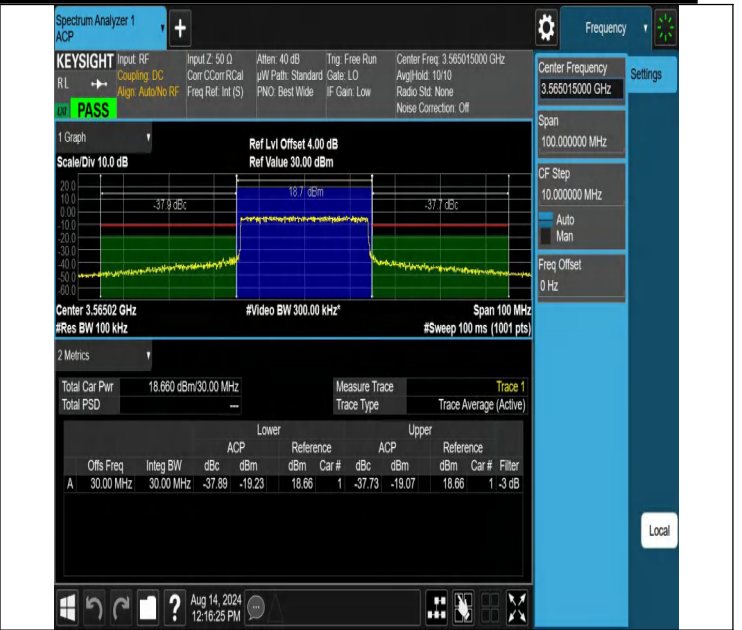 Spectrum Analyzer 1
ACP
Frequency
KEYSIGHT Input: RF Input Z: 50 Ω Atten: 40 dB Trig: Free Run Center Freq: 3.565015000 GHz
RL Coupling: DC Corr CCorr RCal µW Path: Standard Gate: LO Avg|Hold: 10/10
Align: Auto/No RF Freq Ref: Int (S) PNO: Best Wide IF Gain: Low Radio Std: None
Noise Correction: Off
PASS
1 Graph
Ref Lvl Offset 4.00 dB
Scale/Div 10.0 dB Ref Value 30.00 dBm
20.0
10.0
0.00
-10.0
-20.0
-30.0
-40.0
-50.0
-60.0
-37.9 dBc 18.7 dBm -37.7 dBc
Center 3.56502 GHz #Video BW 300.00 kHz* Span 100 MHz
#Res BW 100 kHz #Sweep 100 ms (1001 pts)
2 Metrics
Total Car Pwr 18.660 dBm/30.00 MHz Measure Trace Trace 1
Total PSD --- Trace Type Trace Average (Active)
Lower Upper
ACP Reference ACP Reference
Offs Freq Integ BW dBc dBm dBm Car # dBc dBm dBm Car # Filter
A 30.00 MHz 30.00 MHz -37.89 -19.23 18.66 1 -37.73 -19.07 18.66 1 -3 dB
Center Frequency
3.565015000 GHz
Settings
Span
100.000000 MHz
CF Step
10.000000 MHz
Auto
Man
Freq Offset
0 Hz
Local
?
Aug 14, 2024
12:16:25 PM